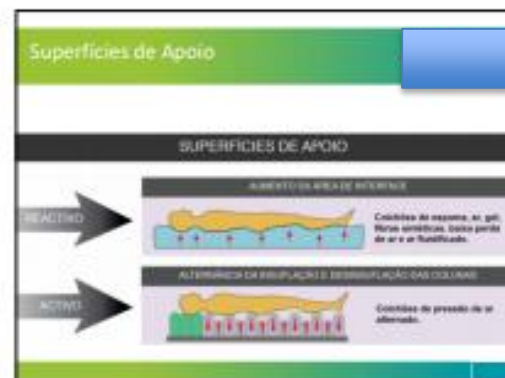 Superfícies de Apoio
SUPERFÍCIES DE APOIO
AUMENTO DA ÁREA DE INTERFACE
REACTIVO
Colchões de espuma, ar, gel,
fibras sintéticas, baixa perda
de ar e ar fluidificado.
ALTERNÂNCIA DA INSUFLAÇÃO E DESINSUFLAÇÃO DAS COLUNAS
ACTIVO
Colchões de pressão de ar
alternado.